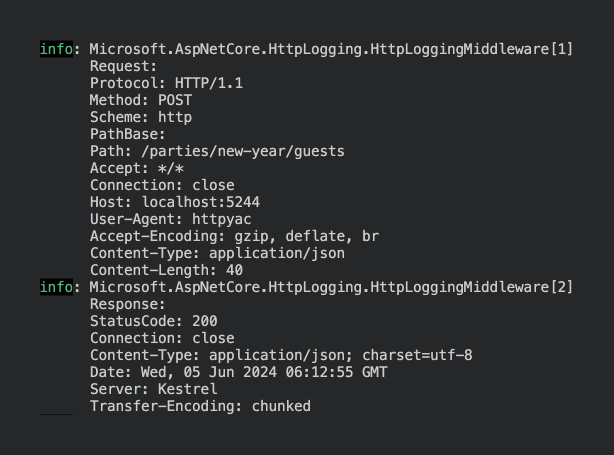 info: Microsoft.AspNetCore.HttpLogging.HttpLoggingMiddleware[1]
Request:
Protocol: HTTP/1.1
Method: POST
Scheme: http
PathBase:
Path: /parties/new-year/guests
Accept: */*
Connection: close
Host: localhost:5244
User-Agent: httpyac
Accept-Encoding: gzip, deflate, br
Content-Type: application/json
Content-Length: 40
info: Microsoft.AspNetCore.HttpLogging.HttpLoggingMiddleware[2]
Response:
StatusCode: 200
Connection: close
Content-Type: application/json; charset=utf-8
Date: Wed, 05 Jun 2024 06:12:55 GMT
Server: Kestrel
Transfer-Encoding: chunked